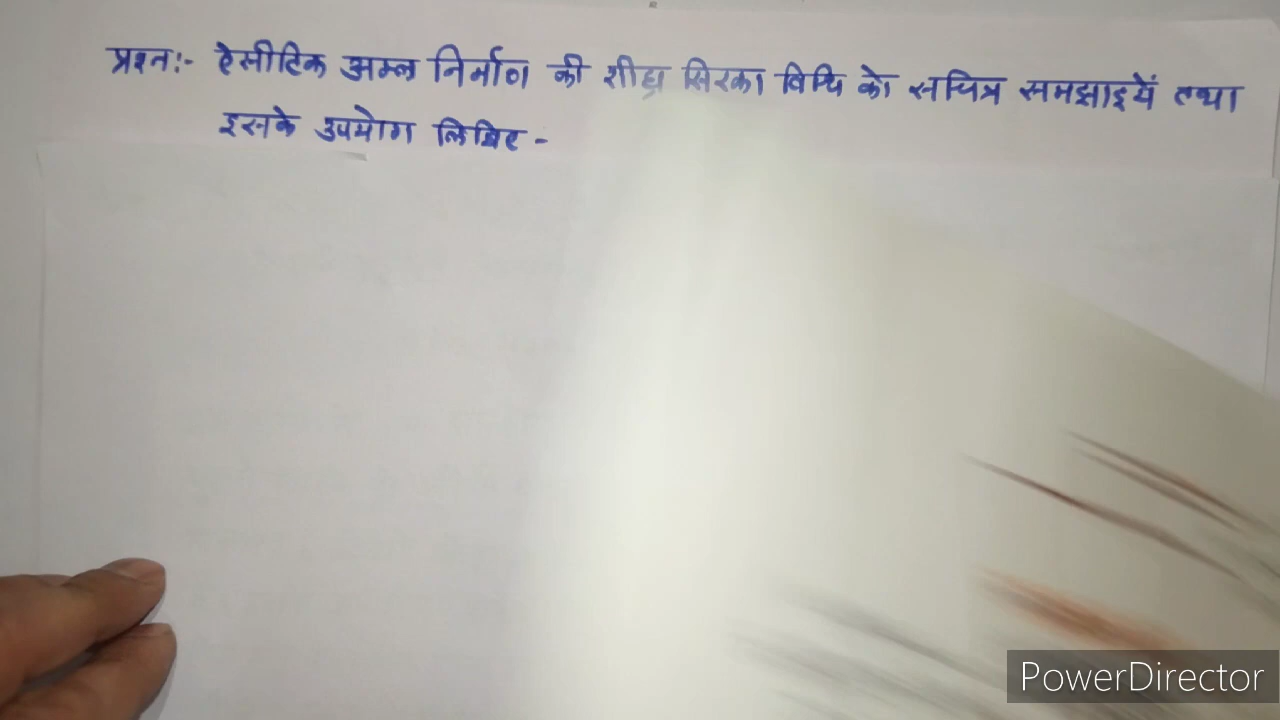 प्रश्न:- ऐसीटिक अम्ल निर्माण की शीघ्र सिरका विधि को सचित्र समझाइयें तथा
इसके उपयोग लिखिए -
PowerDirector